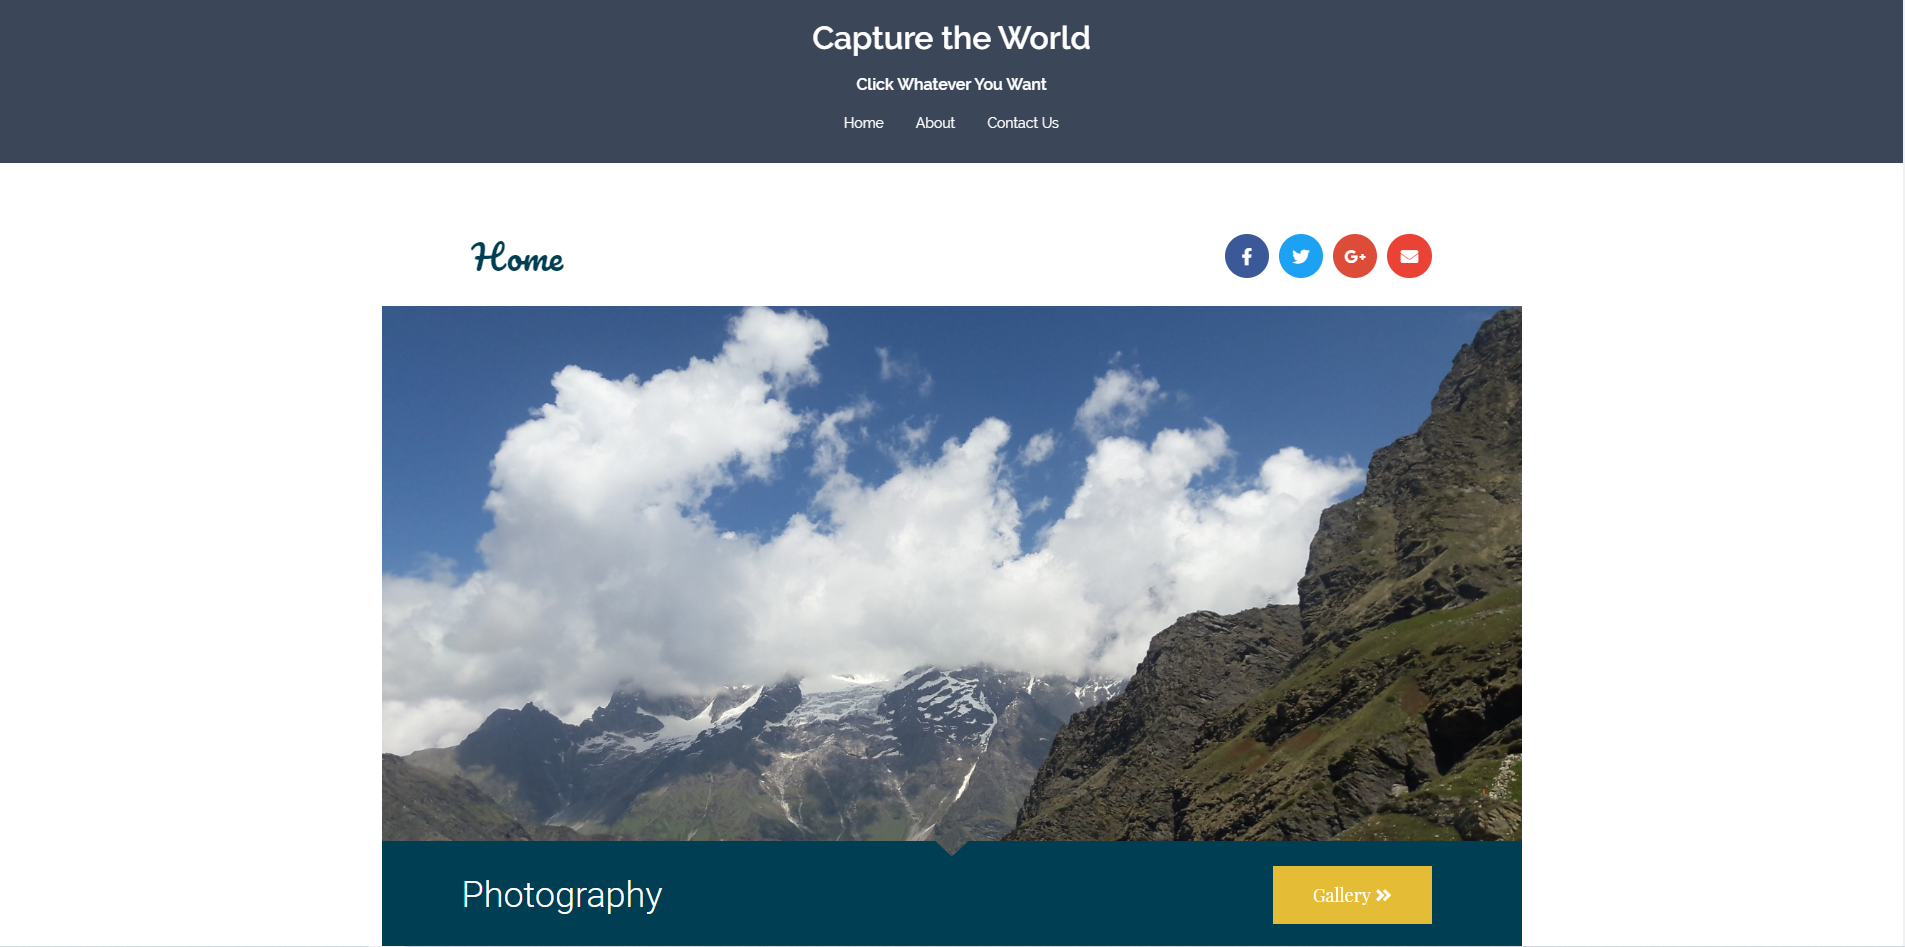 Capture the World
Click Whatever You Want
Home About Contact Us
Home
f G+
Photography
Gallery »